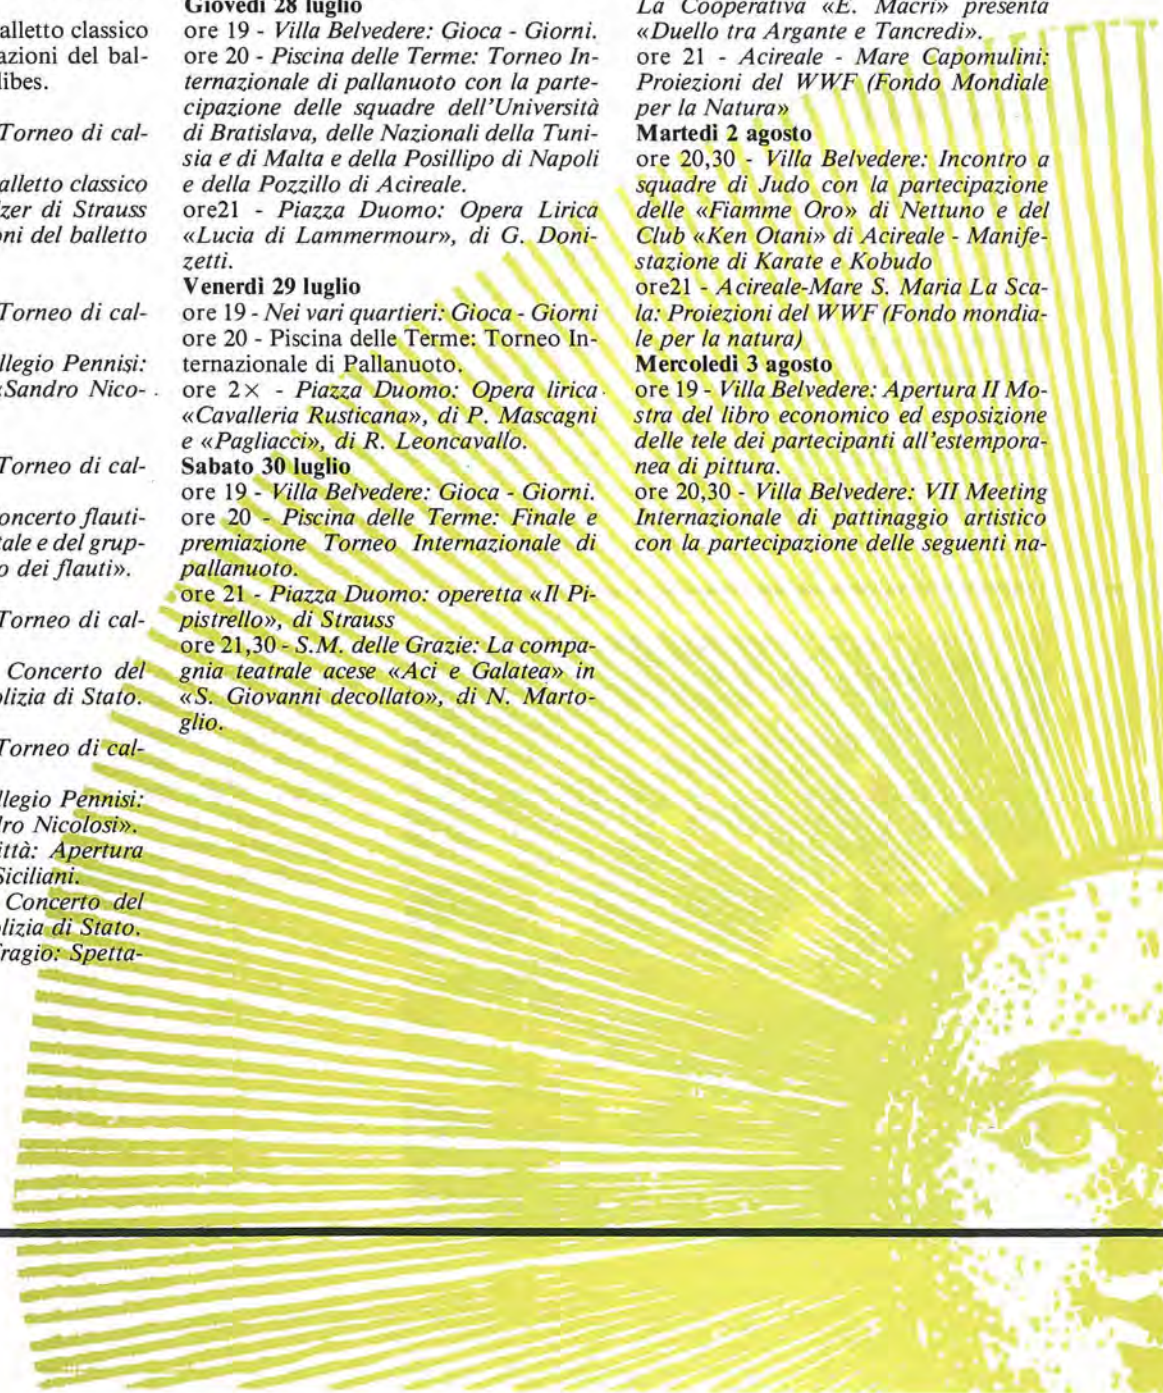 alletto classico
azioni del bal-
libes.
Torneo di cal-
alletto classico
zer di Strauss
oni del balletto
Torneo di cal-
llegio Pennisi:
«Sandro Nico-
Torneo di cal-
oncerto flauti-
tale e del grup-
o dei flauti».
Torneo di cal-
Concerto del
olizia di Stato.
Torneo di cal-
llegio Pennisi:
dro Nicolosi».
ittà: Apertura
Siciliani.
Concerto del
olizia di Stato.
fragio: Spetta-
Giovedì 28 luglio
ore 19 - Villa Belvedere: Gioca - Giorni.
ore 20 - Piscina delle Terme: Torneo In-
ternazionale di pallanuoto con la parte-
cipazione delle squadre dell'Università
di Bratislava, delle Nazionali della Tuni-
sia e di Malta e della Posillipo di Napoli
e della Pozzillo di Acireale.
ore21 - Piazza Duomo: Opera Lirica
«Lucia di Lammermour», di G. Doni-
zetti.
Venerdì 29 luglio
ore 19 - Nei vari quartieri: Gioca - Giorni
ore 20 - Piscina delle Terme: Torneo In-
ternazionale di Pallanuoto.
ore 2× - Piazza Duomo: Opera lirica
«Cavalleria Rusticana», di P. Mascagni
e «Pagliacci», di R. Leoncavallo.
Sabato 30 luglio
ore 19 - Villa Belvedere: Gioca - Giorni.
ore 20 - Piscina delle Terme: Finale e
premiazione Torneo Internazionale di
pallanuoto.
ore 21 - Piazza Duomo: operetta «Il Pi-
pistrello», di Strauss
ore 21,30 - S.M. delle Grazie: La compa-
gnia teatrale acese «Aci e Galatea» in
«S. Giovanni decollato», di N. Marto-
glio.
La Cooperativa «E. Macrì» presenta
«Duello tra Argante e Tancredi».
ore 21 - Acireale - Mare Capomulini:
Proiezioni del WWF (Fondo Mondiale
per la Natura»
Martedì 2 agosto
ore 20,30 - Villa Belvedere: Incontro a
squadre di Judo con la partecipazione
delle «Fiamme Oro» di Nettuno e del
Club «Ken Otani» di Acireale - Manife-
stazione di Karate e Kobudo
ore21 - Acireale-Mare S. Maria La Sca-
la: Proiezioni del WWF (Fondo mondia-
le per la natura)
Mercoledì 3 agosto
ore 19 - Villa Belvedere: Apertura II Mo-
stra del libro economico ed esposizione
delle tele dei partecipanti all'estempora-
nea di pittura.
ore 20,30 - Villa Belvedere: VII Meeting
Internazionale di pattinaggio artistico
con la partecipazione delle seguenti na-